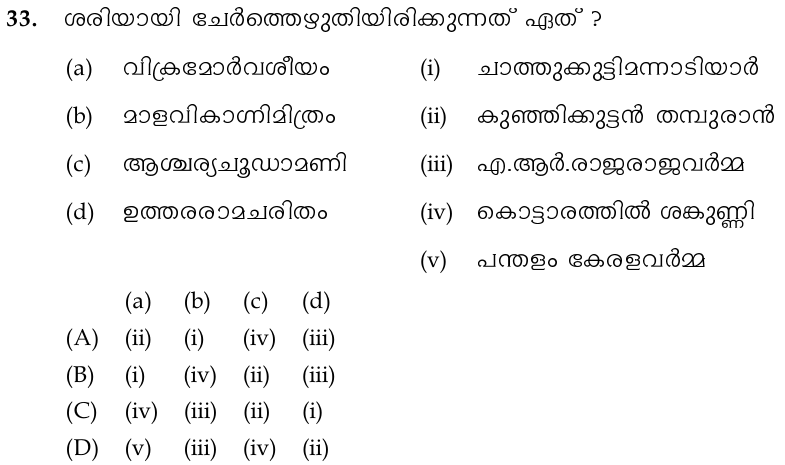 33. ശരിയായി ചേർത്തെഴുതിയിരിക്കുന്നത് ഏത് ?
(a) വിക്രമോർവശീയം (i) ചാത്തുക്കുട്ടിമന്നാടിയാർ
(b) മാളവികാഗ്നിമിത്രം (ii) കുഞ്ഞിക്കുട്ടൻ തമ്പുരാൻ
(c) ആശ്ചര്യചൂഡാമണി (iii) എ.ആർ.രാജരാജവർമ്മ
(d) ഉത്തരരാമചരിതം (iv) കൊട്ടാരത്തിൽ ശങ്കുണ്ണി
(v) പന്തളം കേരളവർമ്മ
(a) (b) (c) (d)
(A) (ii) (i) (iv) (iii)
(B) (i) (iv) (ii) (iii)
(C) (iv) (iii) (ii) (i)
(D) (v) (iii) (iv) (ii)